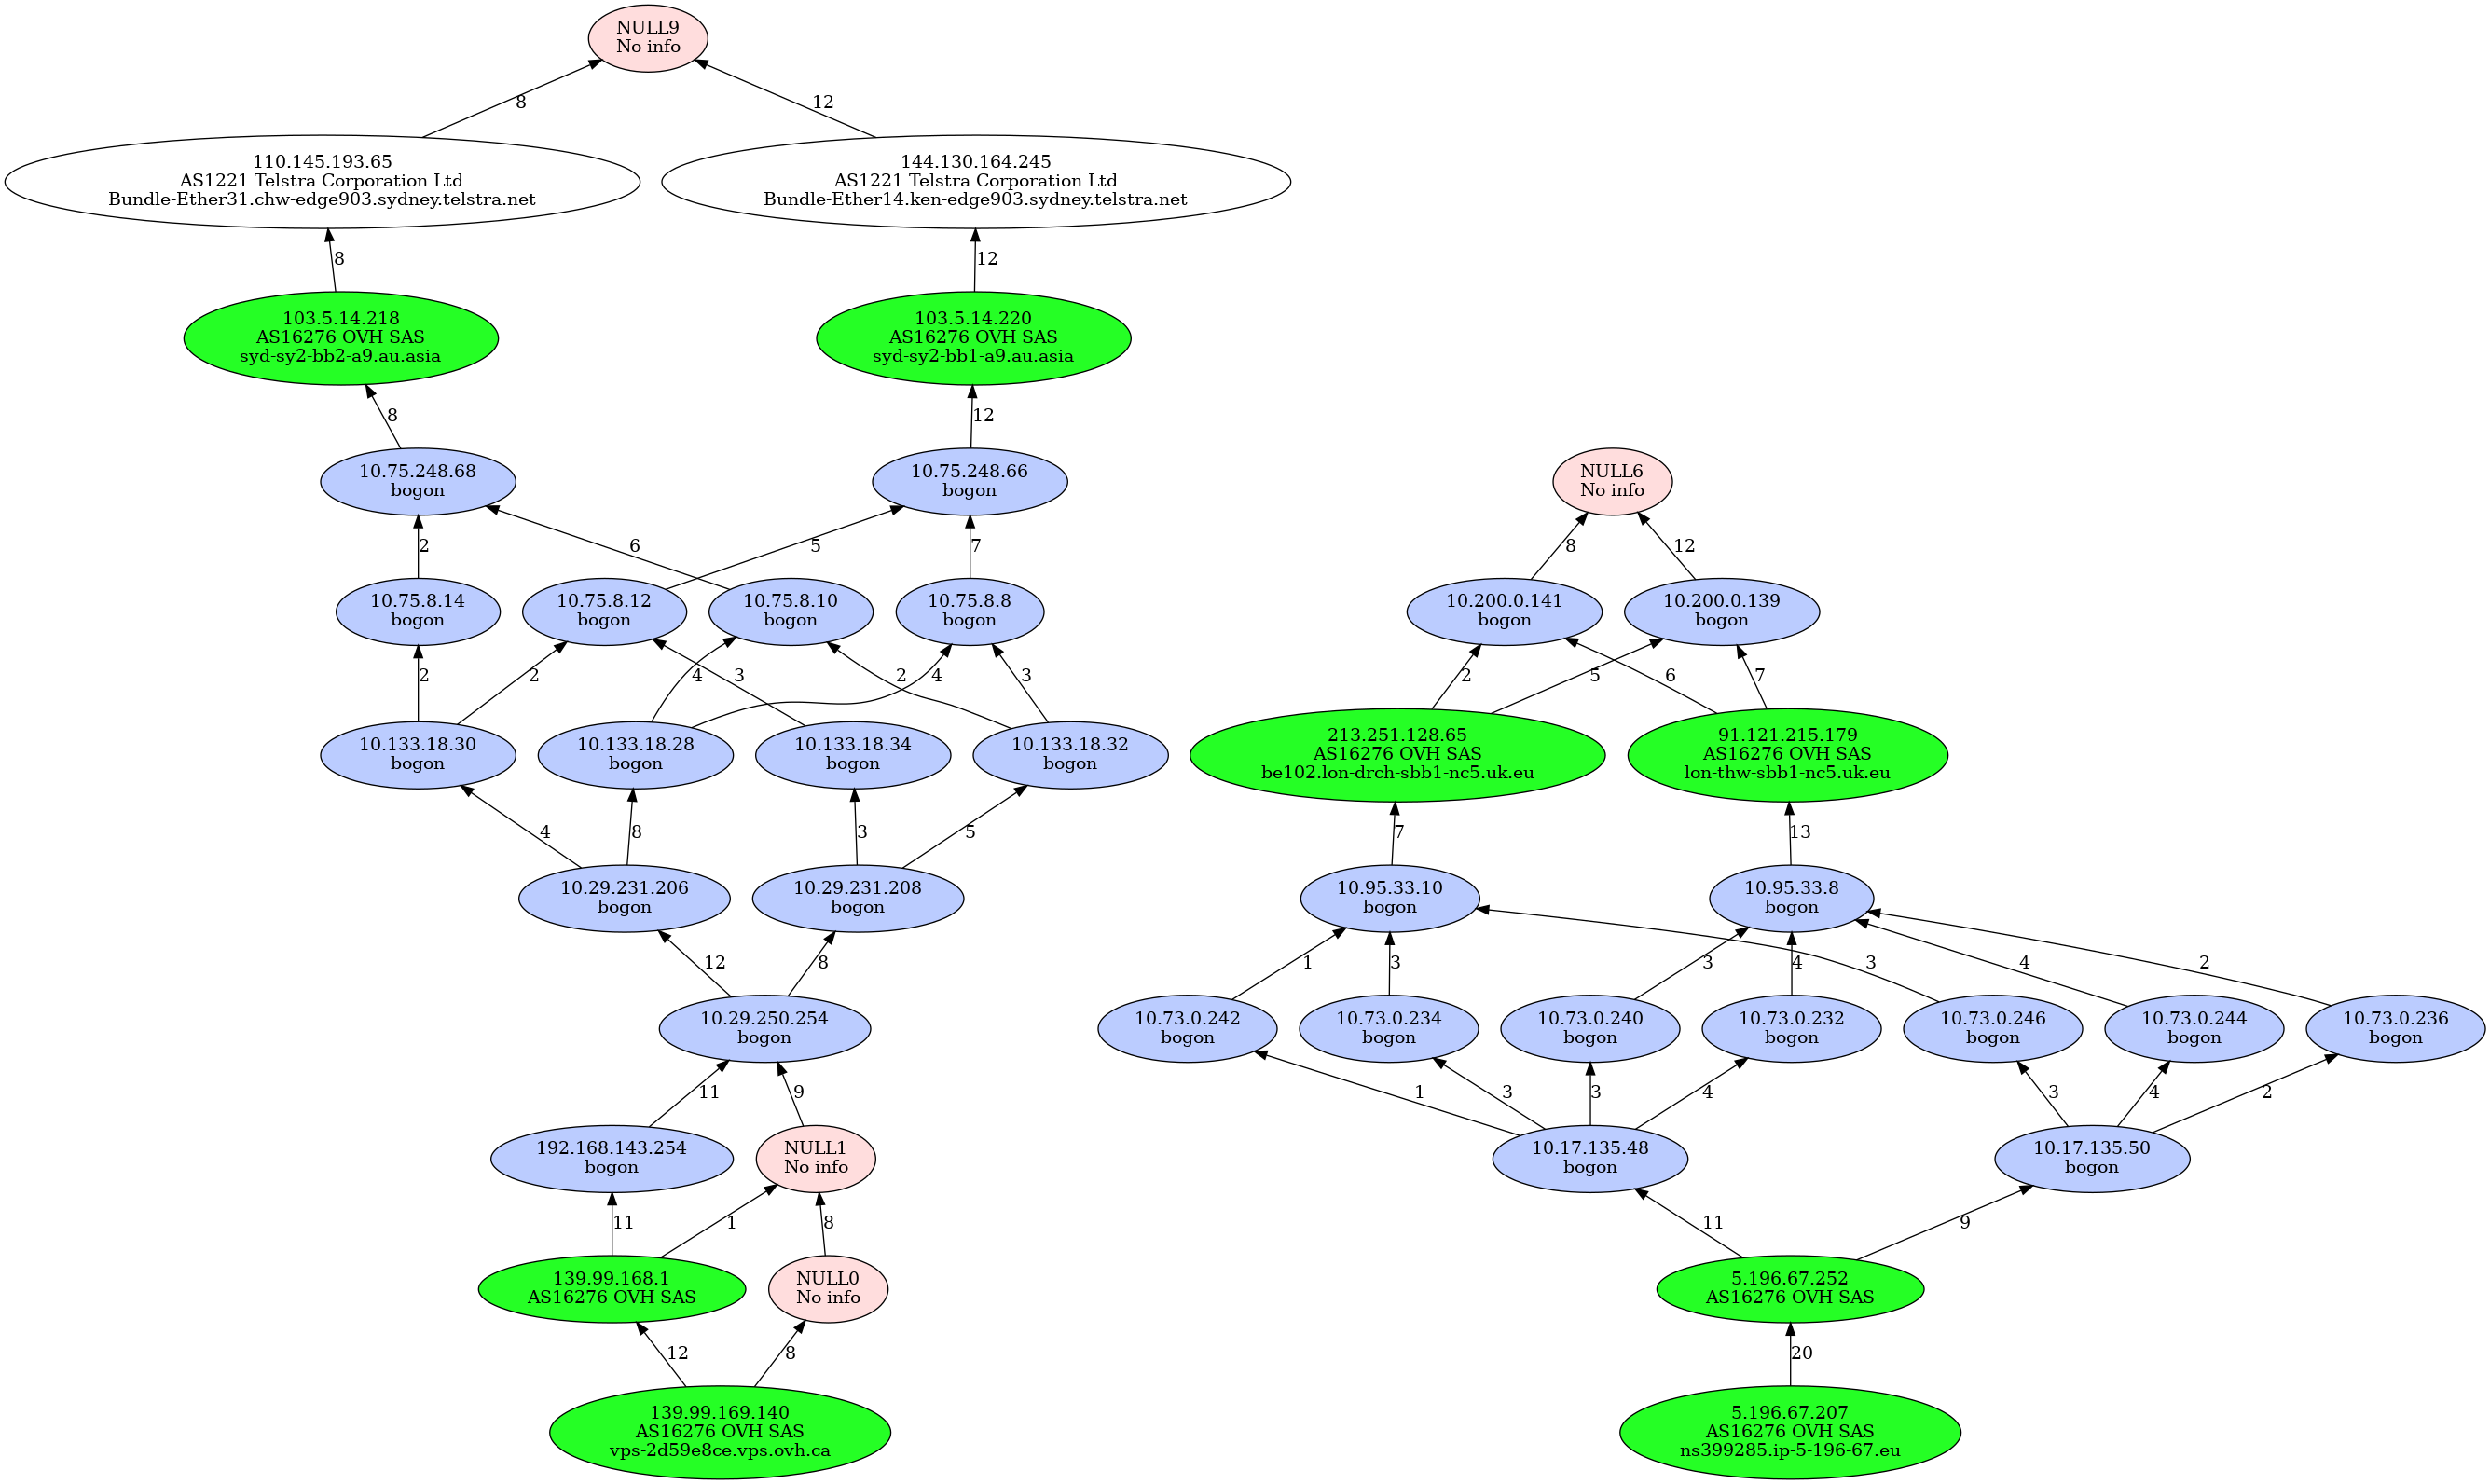 NULL9
No info
8
12
110.145.193.65
AS1221 Telstra Corporation Ltd
Bundle-Ether31.chw-edge903.sydney.telstra.net
144.130.164.245
AS1221 Telstra Corporation Ltd
Bundle-Ether14.ken-edge903.sydney.telstra.net
8
12
103.5.14.218
AS16276 OVH SAS
syd-sy2-bb2-a9.au.asia
103.5.14.220
AS16276 OVH SAS
syd-sy2-bb1-a9.au.asia
8
12
10.75.248.68
bogon
10.75.248.66
bogon
2
6
5
7
10.75.8.14
bogon
10.75.8.12
bogon
10.75.8.10
bogon
10.75.8.8
bogon
2
2
4
3
2
4
3
10.133.18.30
bogon
10.133.18.28
bogon
10.133.18.34
bogon
10.133.18.32
bogon
4
8
3
5
10.29.231.206
bogon
10.29.231.208
bogon
12
8
10.29.250.254
bogon
11
9
192.168.143.254
bogon
NULL1
No info
11
1
8
139.99.168.1
AS16276 OVH SAS
NULL0
No info
12
8
139.99.169.140
AS16276 OVH SAS
vps-2d59e8ce.vps.ovh.ca
NULL6
No info
8
12
10.200.0.141
bogon
10.200.0.139
bogon
2
5
6
7
213.251.128.65
AS16276 OVH SAS
be102.lon-drch-sbb1-nc5.uk.eu
91.121.215.179
AS16276 OVH SAS
lon-thw-sbb1-nc5.uk.eu
7
13
10.95.33.10
bogon
10.95.33.8
bogon
1
3
3
4
3
4
2
10.73.0.242
bogon
10.73.0.234
bogon
10.73.0.240
bogon
10.73.0.232
bogon
10.73.0.246
bogon
10.73.0.244
bogon
10.73.0.236
bogon
1
3
3
4
3
4
2
10.17.135.48
bogon
10.17.135.50
bogon
11
9
5.196.67.252
AS16276 OVH SAS
20
5.196.67.207
AS16276 OVH SAS
ns399285.ip-5-196-67.eu